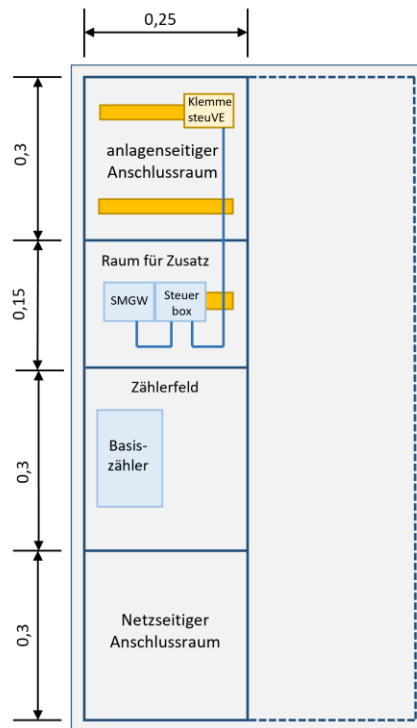 0,25
Klemme
steuVE
0,3
anlagenseitiger
Anschlussraum
Raum für Zusatz
0,15
SMGW
Steuer
box
Zählerfeld
0,3
Basis-
zähler
0,3
Netzseitiger
Anschlussraum